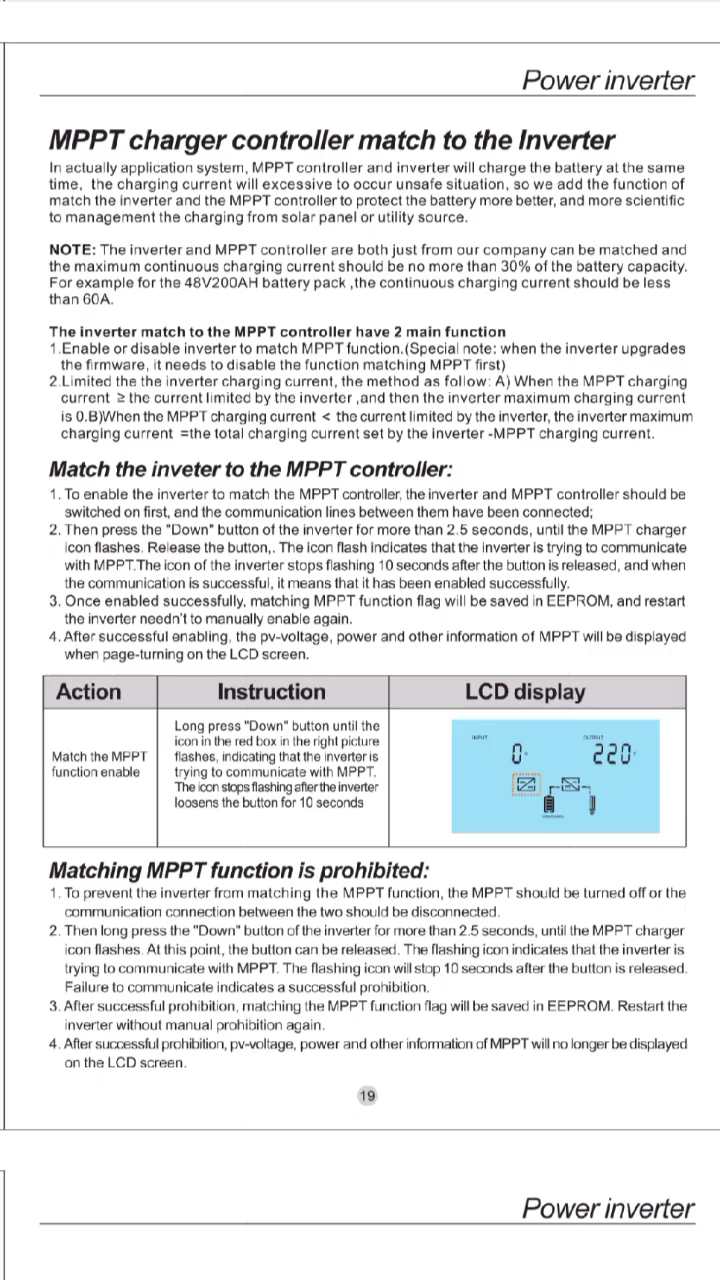 Power inverter
MPPT charger controller match to the Inverter
In actually application system, MPPT controller and inverter will charge the battery at the same
time, the charging current will excessive to occur unsafe situation, so we add the function of
match the inverter and the MPPT controller to protect the battery more better, and more scientific
to management the charging from solar panel or utility source.
NOTE: The inverter and MPPT controller are both just from our company can be matched and
the maximum continuous charging current should be no more than 30% of the battery capacity.
For example for the 48V200AH battery pack ,the continuous charging current should be less
than 60A.
The inverter match to the MPPT controller have 2 main function
1.Enable or disable inverter to match MPPT function.(Special note: when the inverter upgrades
the firmware, it needs to disable the function matching MPPT first)
2.Limited the the inverter charging current, the method as follow: A) When the MPPT charging
current ≥ the current limited by the inverter ,and then the inverter maximum charging current
is 0.B)When the MPPT charging current < the current limited by the inverter, the inverter maximum
charging current =the total charging current set by the inverter -MPPT charging current.
Match the inveter to the MPPT controller:
1. To enable the inverter to match the MPPT controller, the inverter and MPPT controller should be
switched on first, and the communication lines between them have been connected;
2. Then press the "Down" button of the inverter for more than 2.5 seconds, until the MPPT charger
icon flashes. Release the button,. The icon flash indicates that the inverter is trying to communicate
with MPPT.The icon of the inverter stops flashing 10 seconds after the button is released, and when
the communication is successful, it means that it has been enabled successfully.
3. Once enabled successfully, matching MPPT function flag will be saved in EEPROM, and restart
the inverter needn't to manually enable again.
4. After successful enabling, the pv-voltage, power and other information of MPPT will be displayed
when page-turning on the LCD screen.
Action Instruction LCD display
Match the MPPT
function enable
Long press "Down" button until the
icon in the red box in the right picture
flashes, indicating that the inverter is
trying to communicate with MPPT.
The icon stops flashing after the inverter
loosens the button for 10 seconds
INPUT OUTPUT
0 220
Matching MPPT function is prohibited:
1. To prevent the inverter from matching the MPPT function, the MPPT should be turned off or the
communication connection between the two should be disconnected.
2. Then long press the "Down" button of the inverter for more than 2.5 seconds, until the MPPT charger
icon flashes. At this point, the button can be released. The flashing icon indicates that the inverter is
trying to communicate with MPPT. The flashing icon will stop 10 seconds after the button is released.
Failure to communicate indicates a successful prohibition.
3. After successful prohibition, matching the MPPT function flag will be saved in EEPROM. Restart the
inverter without manual prohibition again.
4. After successful prohibition, pv-voltage, power and other information of MPPT will no longer be displayed
on the LCD screen.
19
Power inverter